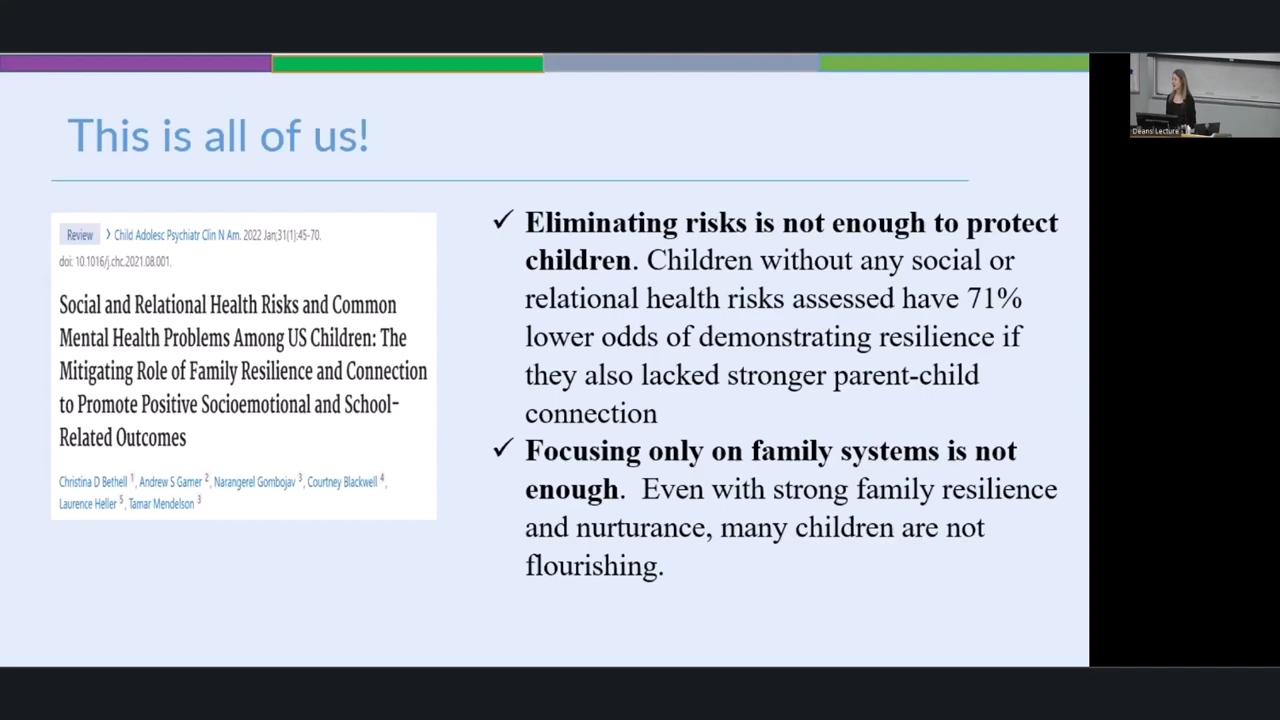 This is all of us!
Review › Child Adolesc Psychiatr Clin N Am. 2022 Jan;31(1):45-70.
doi: 10.1016/j.chc.2021.08.001.
Social and Relational Health Risks and Common
Mental Health Problems Among US Children: The
Mitigating Role of Family Resilience and Connection
to Promote Positive Socioemotional and School-
Related Outcomes
Christina D Bethell 1, Andrew S Garner 2, Narangerel Gombojav 3, Courtney Blackwell 4,
Laurence Heller 5, Tamar Mendelson 3
✓ Eliminating risks is not enough to protect
children. Children without any social or
relational health risks assessed have 71%
lower odds of demonstrating resilience if
they also lacked stronger parent-child
connection
✓ Focusing only on family systems is not
enough. Even with strong family resilience
and nurturance, many children are not
flourishing.
Deans Lecture -